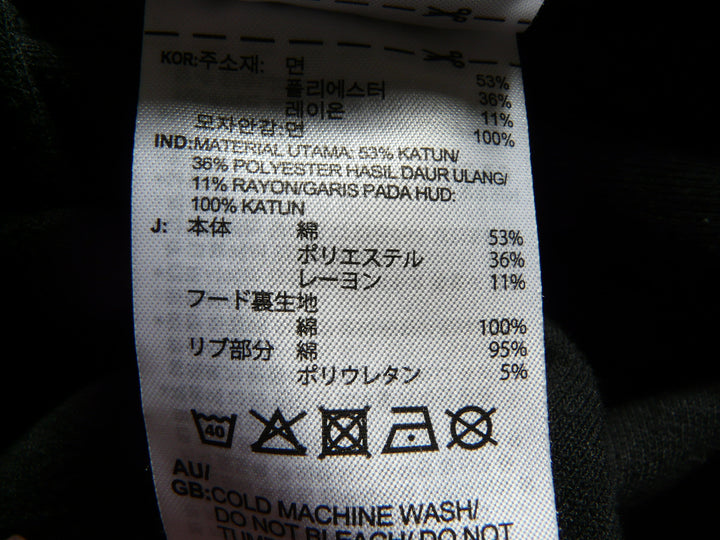 KOR:주소재: 면 53%
폴리에스터 36%
레이온 11%
모자안감:면 100%
IND:MATERIAL UTAMA: 53% KATUN/
36% POLYESTER HASIL DAUR ULANG/
11% RAYON/GARIS PADA HUD:
100% KATUN
J: 本体 綿 53%
ポリエステル 36%
レーヨン 11%
フード裏生地
綿 100%
リブ部分 綿 95%
ポリウレタン 5%
40
AU/
GB:COLD MACHINE WASH/
DO NOT BLEACH/ DO NOT